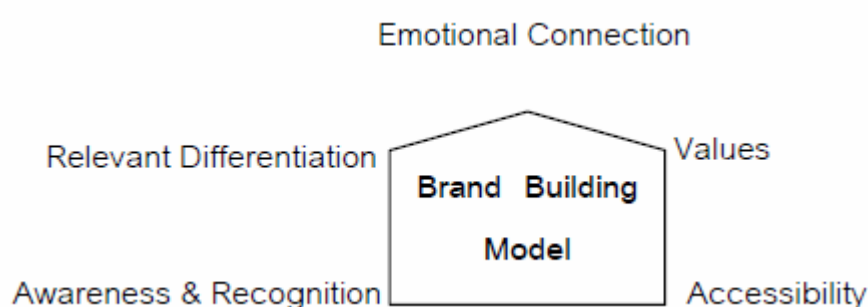 Emotional Connection
Relevant Differentiation
Values
Brand Building
Model
Awareness & Recognition
Accessibility